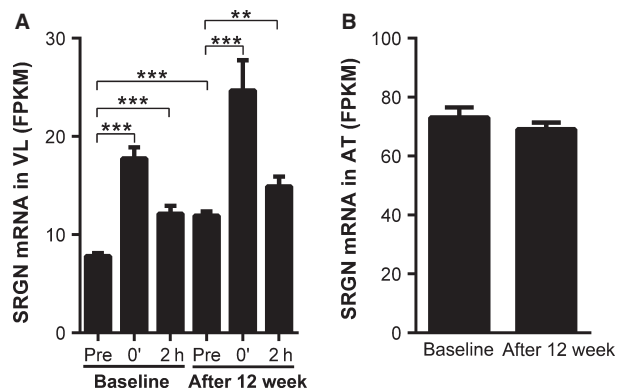 A
SRGN mRNA in VL (FPKM)
30
20
10
0
***
***
***
***
**
Pre 0' 2 h Pre 0' 2 h
Baseline After 12 week
B
SRGN mRNA in AT (FPKM)
100
80
60
40
20
0
Baseline After 12 week